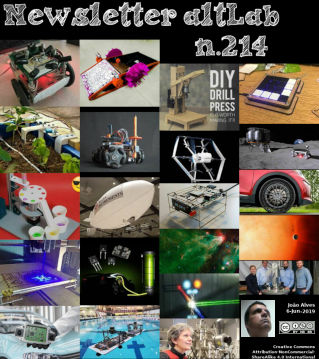 Newsletter altLab
n.214
DIY
DRILL
PRESS
João Alves
6-Jun-2019
Creative Commons
Attribution-NonCommercial-
ShareAlike 4.0 International